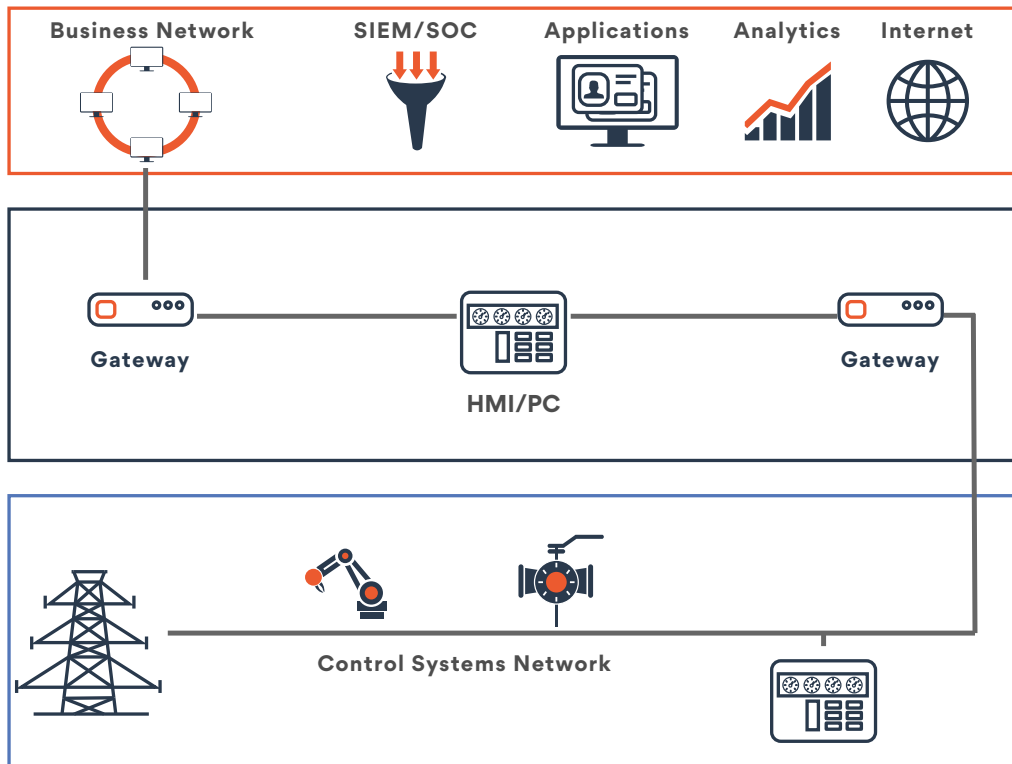 Business Network
SIEM/SOC
Applications
Analytics
Internet
Gateway
HMI/PC
Gateway
Control Systems Network